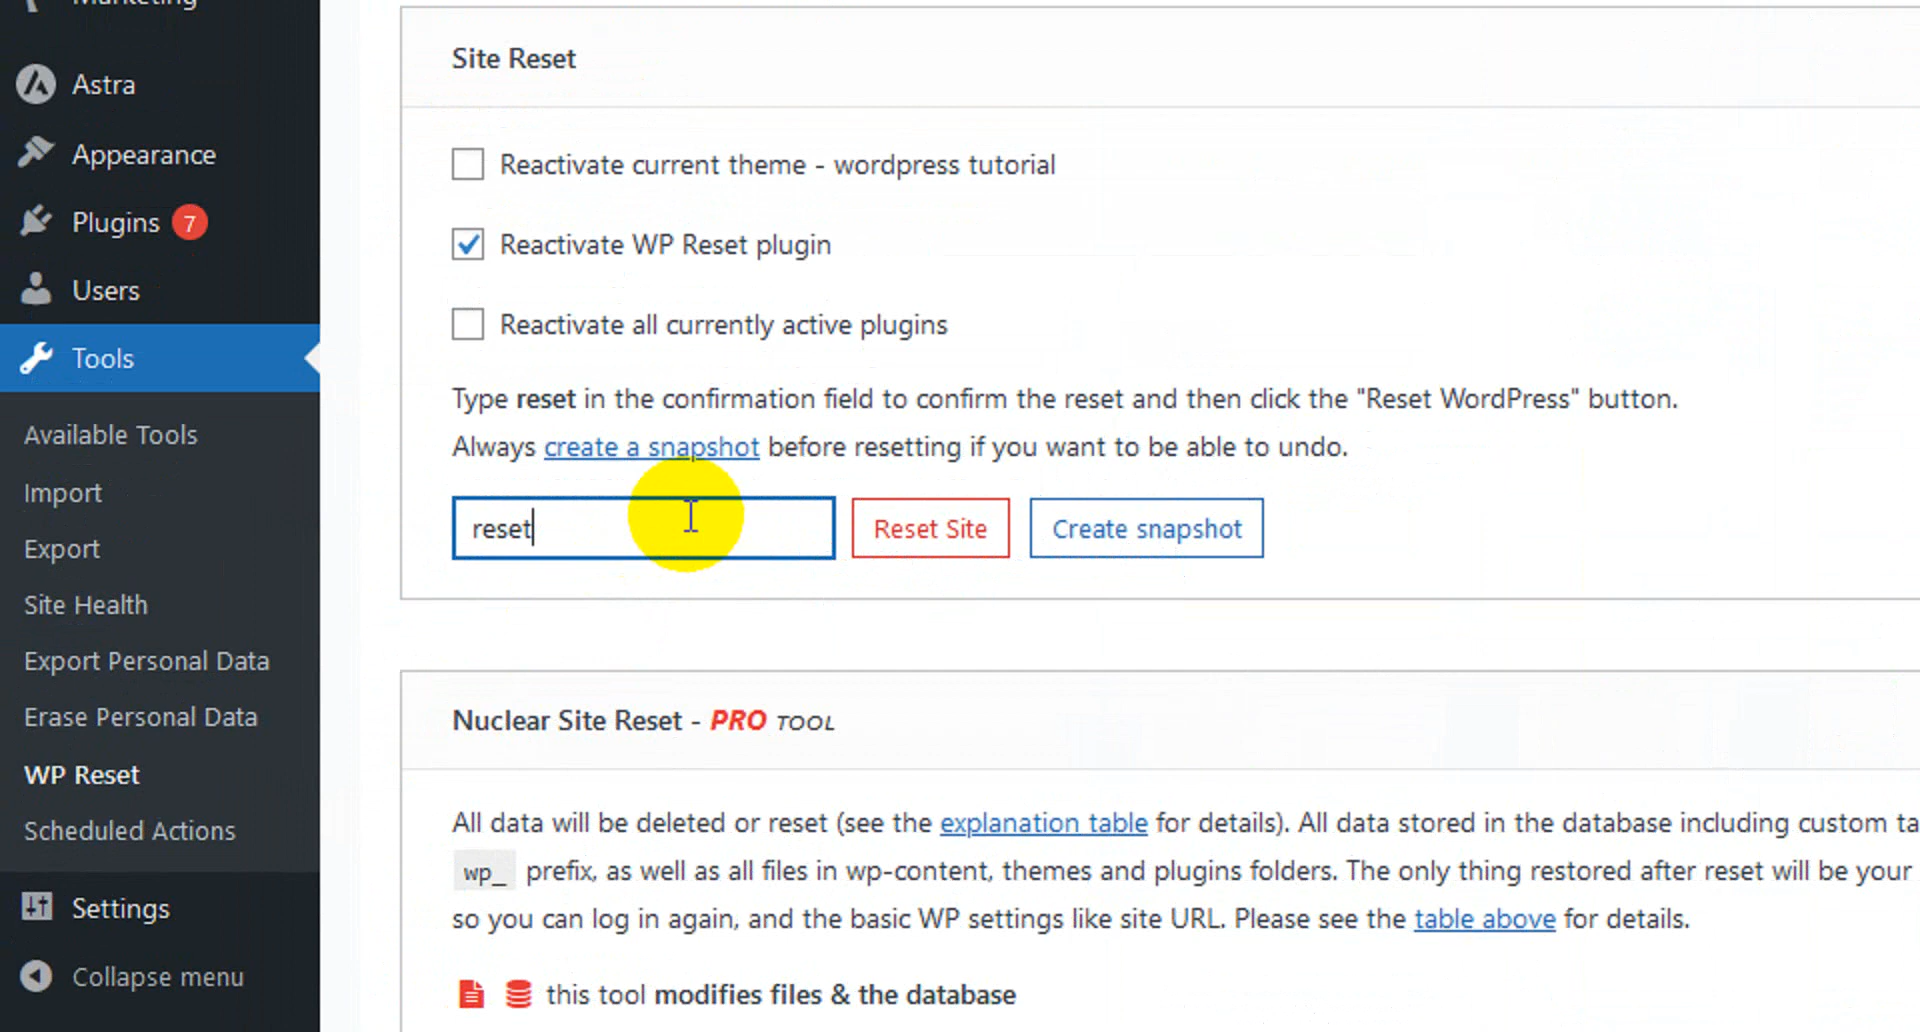 Marketing
Astra
Appearance
Plugins 7
Users
Tools
Available Tools
Import
Export
Site Health
Export Personal Data
Erase Personal Data
WP Reset
Scheduled Actions
Settings
Collapse menu
Site Reset
Reactivate current theme - wordpress tutorial
Reactivate WP Reset plugin
Reactivate all currently active plugins
Type reset in the confirmation field to confirm the reset and then click the "Reset WordPress" button.
Always create a snapshot before resetting if you want to be able to undo.
reset Reset Site Create snapshot
Nuclear Site Reset - PRO TOOL
All data will be deleted or reset (see the explanation table for details). All data stored in the database including custom ta
wp_ prefix, as well as all files in wp-content, themes and plugins folders. The only thing restored after reset will be your
so you can log in again, and the basic WP settings like site URL. Please see the table above for details.
this tool modifies files & the database